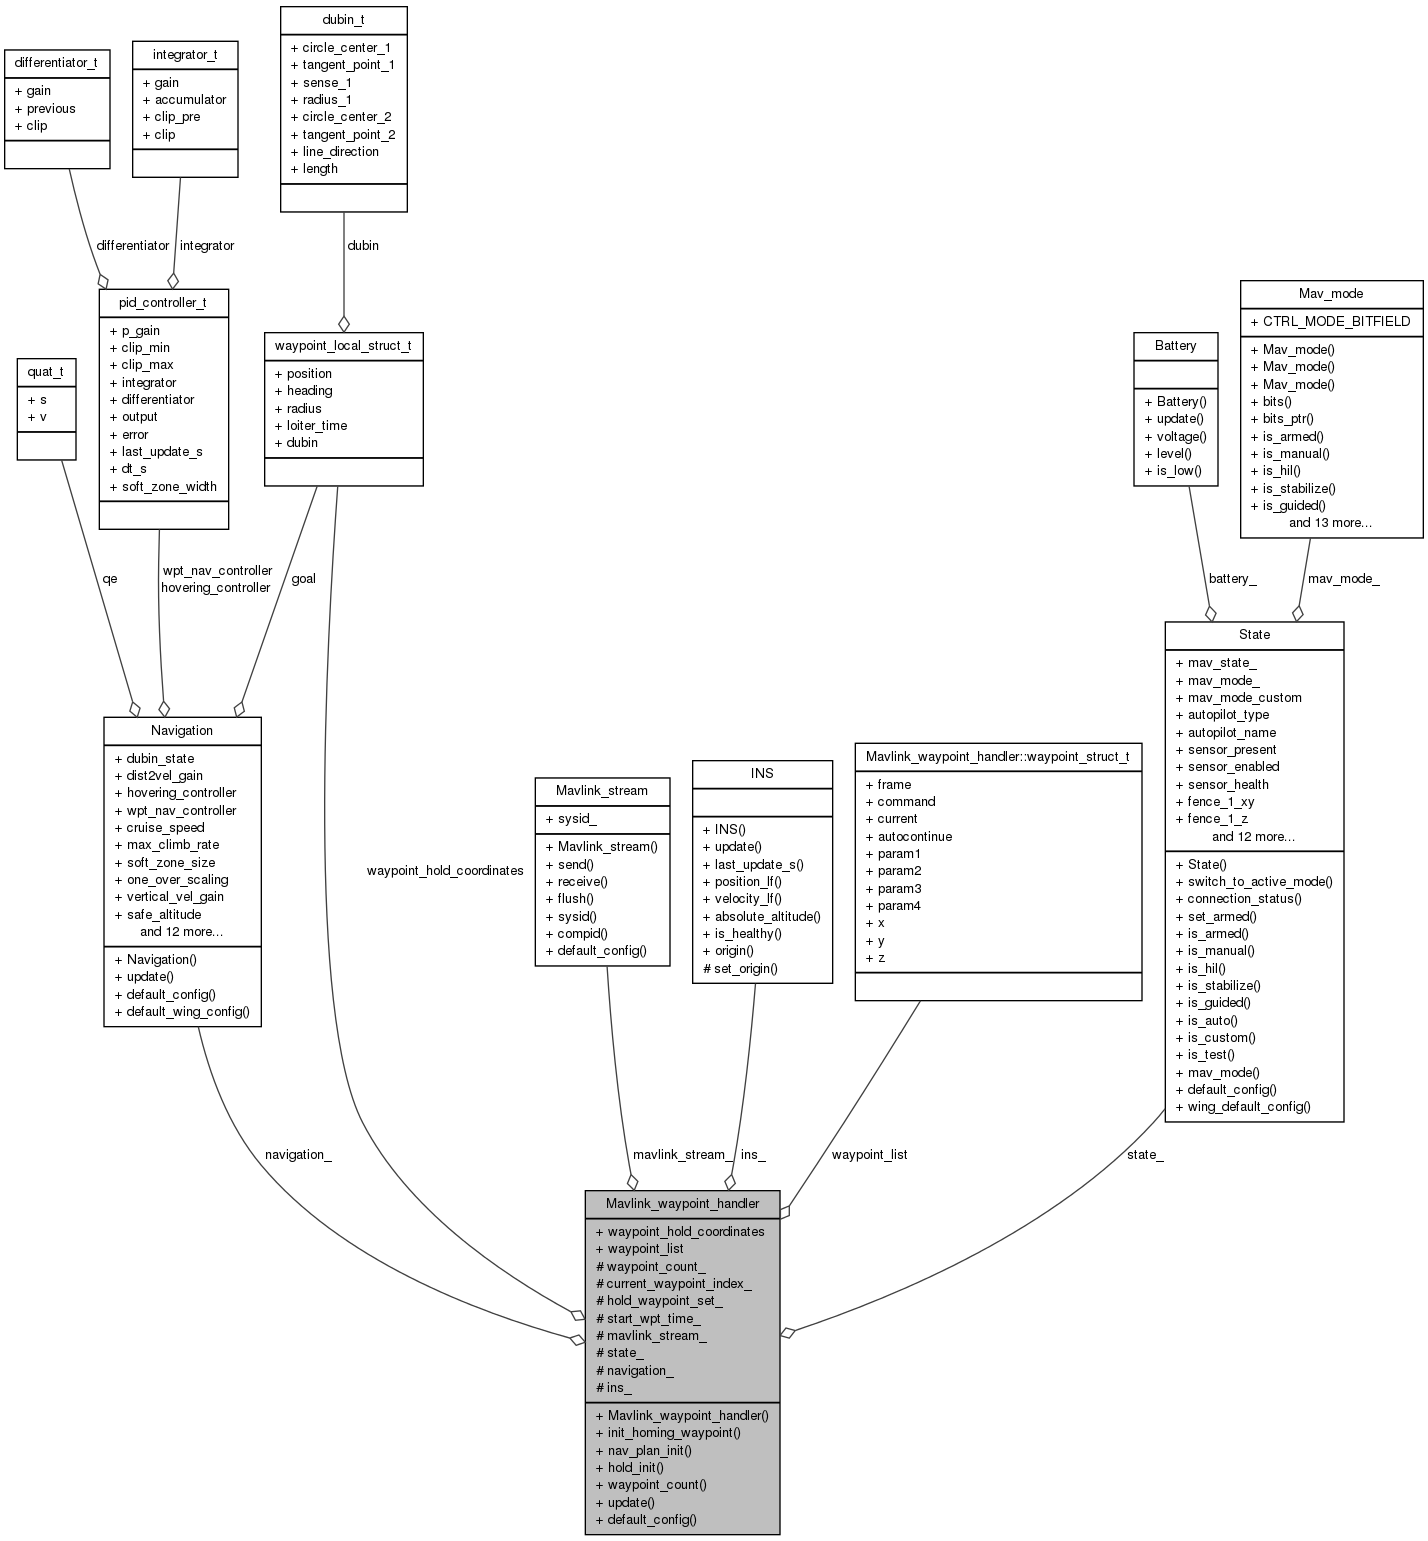 dubin_t
+ circle_center_1
+ tangent_point_1
+ sense_1
+ radius_1
+ circle_center_2
+ tangent_point_2
+ line_direction
+ length
integrator_t
+ gain
+ accumulator
+ clip_pre
+ clip
differentiator_t
+ gain
+ previous
+ clip
differentiator
integrator
dubin
pid_controller_t
+ p_gain
+ clip_min
+ clip_max
+ integrator
+ differentiator
+ output
+ error
+ last_update_s
+ dt_s
+ soft_zone_width
waypoint_local_struct_t
+ position
+ heading
+ radius
+ loiter_time
+ dubin
quat_t
+ s
+ v
Battery
+ Battery()
+ update()
+ voltage()
+ level()
+ is_low()
Mav_mode
+ CTRL_MODE_BITFIELD
+ Mav_mode()
+ Mav_mode()
+ Mav_mode()
+ bits()
+ bits_ptr()
+ is_armed()
+ is_manual()
+ is_hil()
+ is_stabilize()
+ is_guided()
and 13 more...
qe
wpt_nav_controller
hovering_controller
goal
battery_
mav_mode_
Navigation
+ dubin_state
+ dist2vel_gain
+ hovering_controller
+ wpt_nav_controller
+ cruise_speed
+ max_climb_rate
+ soft_zone_size
+ one_over_scaling
+ vertical_vel_gain
+ safe_altitude
and 12 more...
+ Navigation()
+ update()
+ default_config()
+ default_wing_config()
waypoint_hold_coordinates
Mavlink_stream
+ sysid_
+ Mavlink_stream()
+ send()
+ receive()
+ flush()
+ sysid()
+ compid()
+ default_config()
INS
+ INS()
+ update()
+ last_update_s()
+ position_lf()
+ velocity_lf()
+ absolute_altitude()
+ is_healthy()
+ origin()
# set_origin()
Mavlink_waypoint_handler::waypoint_struct_t
+ frame
+ command
+ current
+ autocontinue
+ param1
+ param2
+ param3
+ param4
+ x
+ y
+ z
State
+ mav_state_
+ mav_mode_
+ mav_mode_custom
+ autopilot_type
+ autopilot_name
+ sensor_present
+ sensor_enabled
+ sensor_health
+ fence_1_xy
+ fence_1_z
and 12 more...
+ State()
+ switch_to_active_mode()
+ connection_status()
+ set_armed()
+ is_armed()
+ is_manual()
+ is_hil()
+ is_stabilize()
+ is_guided()
+ is_auto()
+ is_custom()
+ is_test()
+ mav_mode()
+ default_config()
+ wing_default_config()
navigation_
mavlink_stream_
ins_
waypoint_list
state_
Mavlink_waypoint_handler
+ waypoint_hold_coordinates
+ waypoint_list
# waypoint_count_
# current_waypoint_index_
# hold_waypoint_set_
# start_wpt_time_
# mavlink_stream_
# state_
# navigation_
# ins_
+ Mavlink_waypoint_handler()
+ init_homing_waypoint()
+ nav_plan_init()
+ hold_init()
+ waypoint_count()
+ update()
+ default_config()